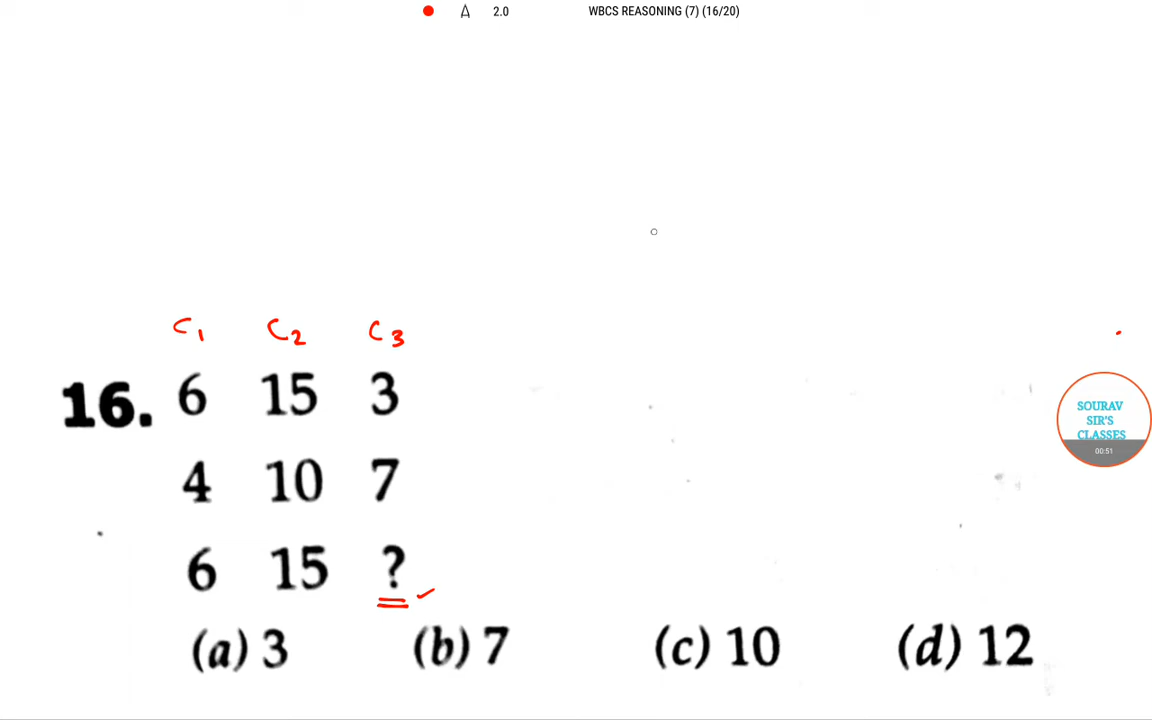 A 2.0 WBCS REASONING (7) (16/20)
C1 C2 C3
16. 6 15 3
SOURAV
SIR'S
CLASSES
00:51
4 10 7
6 15 ?
(a) 3 (b) 7 (c) 10 (d) 12